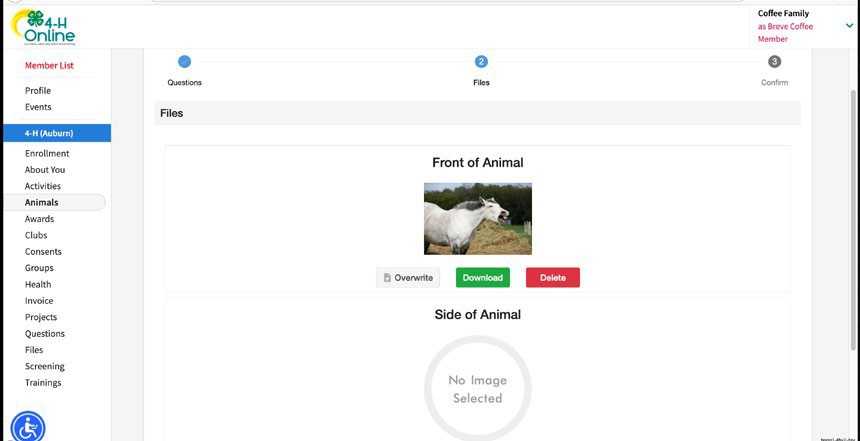 4-H
Online
Coffee Family
as Breve Coffee
Member
Member List
Profile
Events
4-H (Auburn)
Enrollment
About You
Activities
Animals
Awards
Clubs
Consents
Groups
Health
Invoice
Projects
Questions
Files
Screening
Trainings
2
3
Questions
Files
Confirm
Files
Front of Animal
Overwrite
Download
Delete
Side of Animal
No Image
Selected